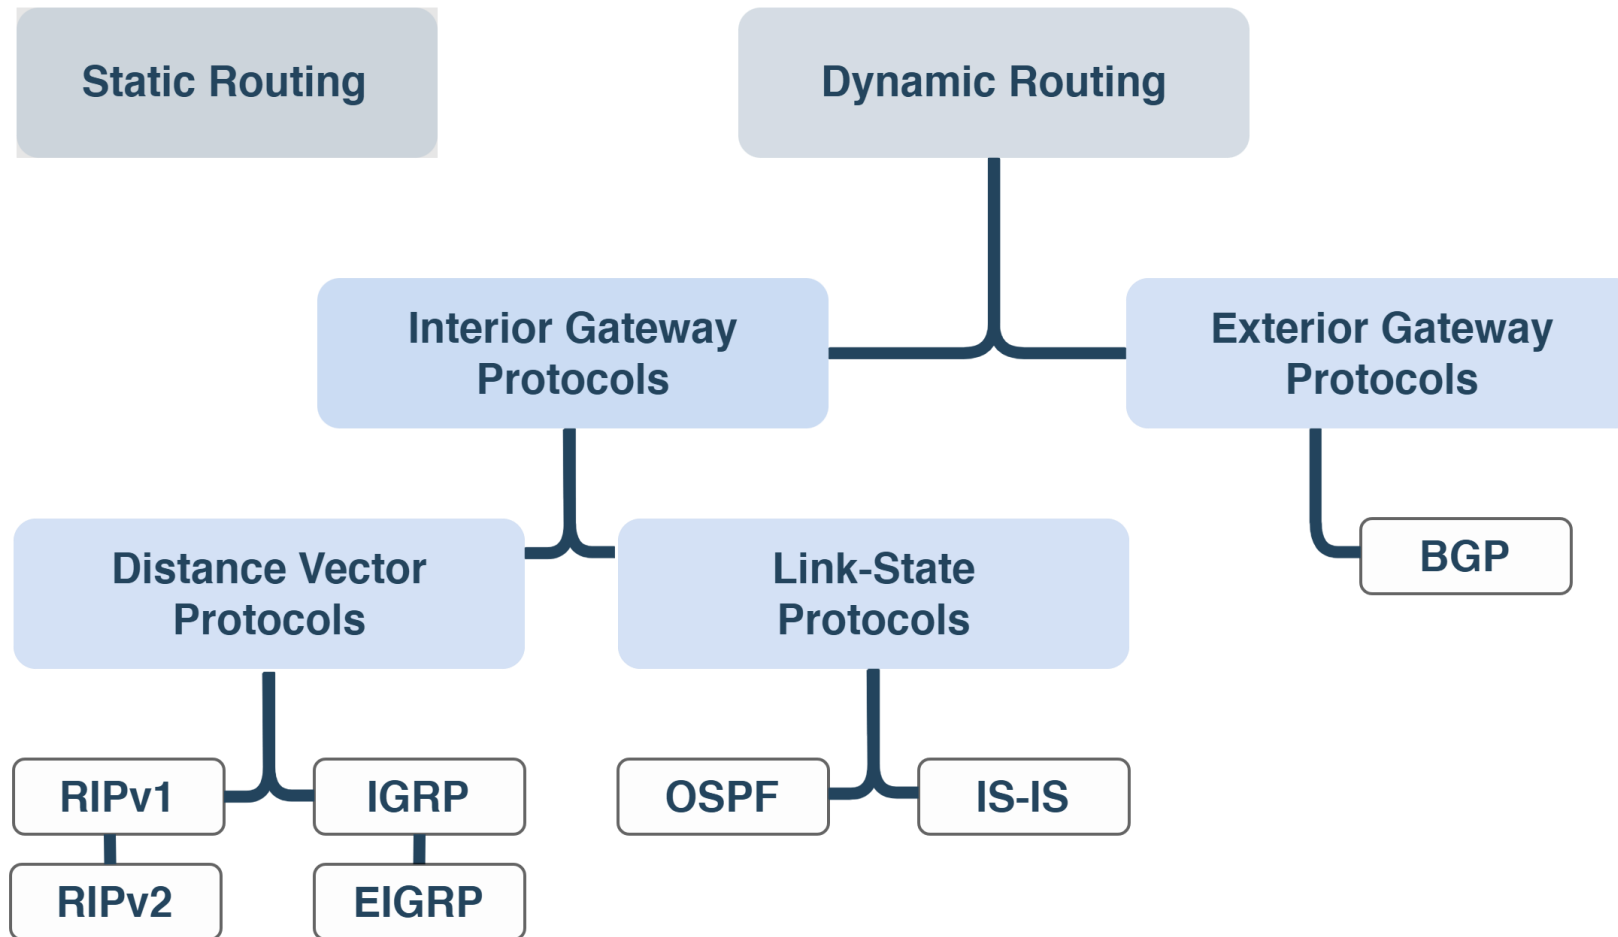 Static Routing
Dynamic Routing
Interior Gateway
Protocols
Exterior Gateway
Protocols
Distance Vector
Protocols
Link-State
Protocols
BGP
RIPv1
IGRP
OSPF
IS-IS
RIPv2
EIGRP